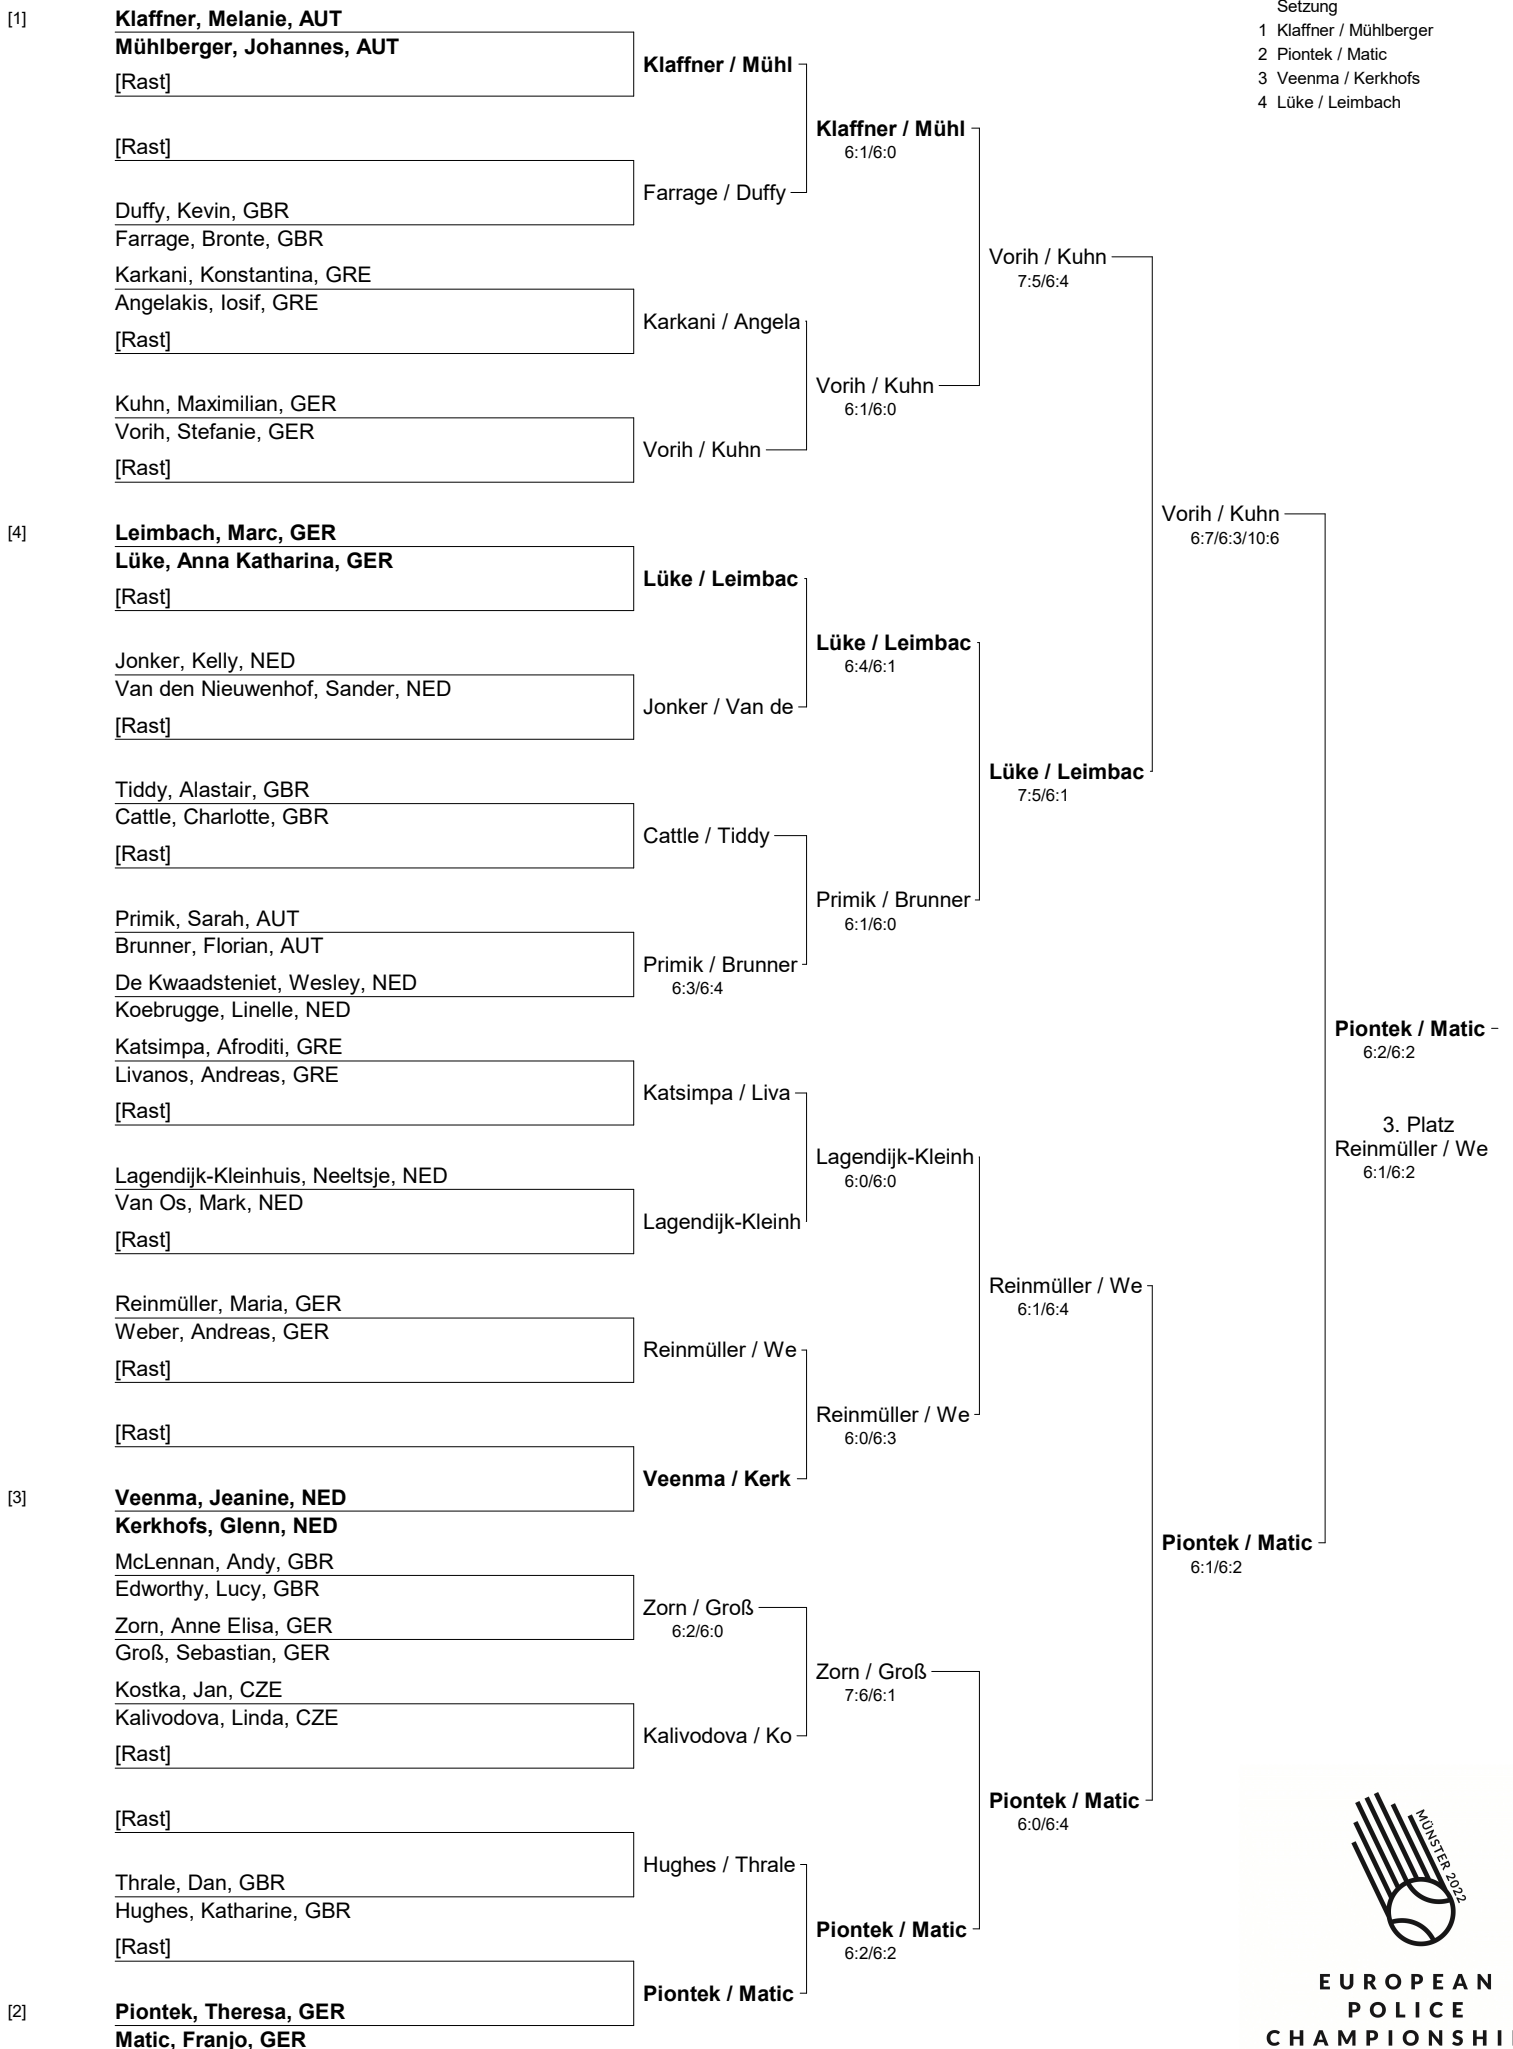 Setzung
1 Klaffner / Mühlberger
2 Piontek / Matic
3 Veenma / Kerkhofs
4 Lüke / Leimbach
[1] Klaffner, Melanie, AUT
Mühlberger, Johannes, AUT
Klaffner / Mühl
[Rast]
Klaffner / Mühl
6:1/6:0
[Rast]
Farrage / Duffy
Duffy, Kevin, GBR
Farrage, Bronte, GBR
Vorih / Kuhn
7:5/6:4
Karkani, Konstantina, GRE
Angelakis, Iosif, GRE
Karkani / Angela
[Rast]
Vorih / Kuhn
6:1/6:0
Kuhn, Maximilian, GER
Vorih, Stefanie, GER
Vorih / Kuhn
[Rast]
Vorih / Kuhn
6:7/6:3/10:6
[4] Leimbach, Marc, GER
Lüke, Anna Katharina, GER
Lüke / Leimbac
[Rast]
Lüke / Leimbac
6:4/6:1
Jonker, Kelly, NED
Van den Nieuwenhof, Sander, NED
Jonker / Van de
[Rast]
Lüke / Leimbac
7:5/6:1
Tiddy, Alastair, GBR
Cattle, Charlotte, GBR
Cattle / Tiddy
[Rast]
Primik / Brunner
6:1/6:0
Primik, Sarah, AUT
Brunner, Florian, AUT
Primik / Brunner
6:3/6:4
De Kwaadsteniet, Wesley, NED
Koebrugge, Linelle, NED
Piontek / Matic
6:2/6:2
Katsimpa, Afroditi, GRE
Livanos, Andreas, GRE
Katsimpa / Liva
[Rast]
3. Platz
Reinmüller / We
6:1/6:2
Lagendijk-Kleinh
6:0/6:0
Lagendijk-Kleinhuis, Neeltsje, NED
Van Os, Mark, NED
Lagendijk-Kleinh
[Rast]
Reinmüller / We
6:1/6:4
Reinmüller, Maria, GER
Weber, Andreas, GER
Reinmüller / We
[Rast]
Reinmüller / We
6:0/6:3
[Rast]
Veenma / Kerk
[3] Veenma, Jeanine, NED
Kerkhofs, Glenn, NED
Piontek / Matic
6:1/6:2
McLennan, Andy, GBR
Edworthy, Lucy, GBR
Zorn / Groß
6:2/6:0
Zorn, Anne Elisa, GER
Groß, Sebastian, GER
Zorn / Groß
7:6/6:1
Kostka, Jan, CZE
Kalivodova, Linda, CZE
Kalivodova / Ko
[Rast]
Piontek / Matic
6:0/6:4
[Rast]
Hughes / Thrale
Thrale, Dan, GBR
Hughes, Katharine, GBR
Piontek / Matic
6:2/6:2
[Rast]
Piontek / Matic
[2] Piontek, Theresa, GER
Matic, Franjo, GER
MÜNSTER 2022
EUROPEAN
POLICE
CHAMPIONSHI